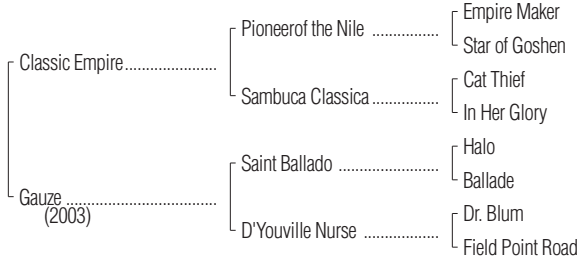 Empire Maker
Pioneerof the Nile ................
Star of Goshen
Classic Empire......................
Cat Thief
Sambuca Classica................
In Her Glory
Halo
Saint Ballado ........................
Ballade
Gauze ....................................
(2003)
Dr. Blum
D'Youville Nurse ..................
Field Point Road